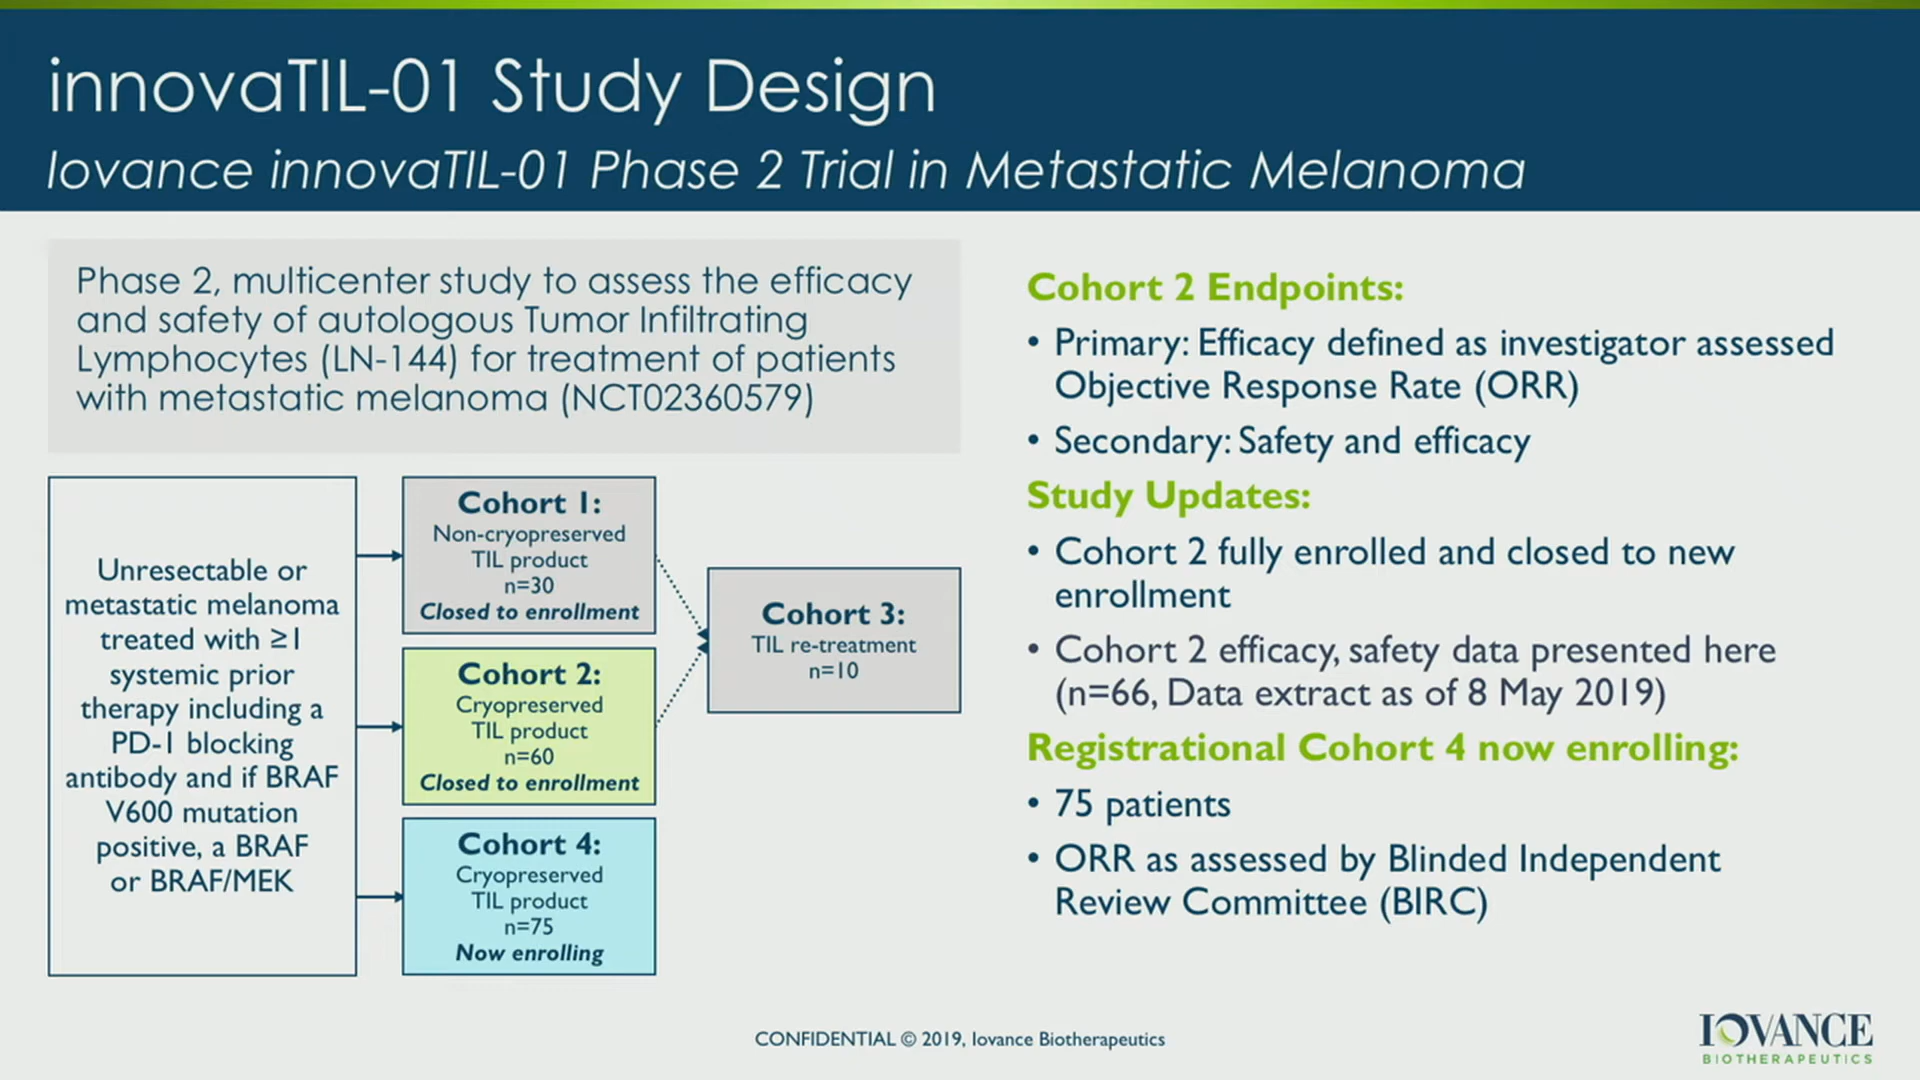 innovaTIL-01 Study Design
Iovance innovaTIL-01 Phase 2 Trial in Metastatic Melanoma
Phase 2, multicenter study to assess the efficacy
and safety of autologous Tumor Infiltrating
Lymphocytes (LN-144) for treatment of patients
with metastatic melanoma (NCT02360579)
Unresectable or
metastatic melanoma
treated with ≥1
systemic prior
therapy including a
PD-1 blocking
antibody and if BRAF
V600 mutation
positive, a BRAF
or BRAF/MEK
Cohort 1:
Non-cryopreserved
TIL product
n=30
Closed to enrollment
Cohort 2:
Cryopreserved
TIL product
n=60
Closed to enrollment
Cohort 4:
Cryopreserved
TIL product
n=75
Now enrolling
Cohort 3:
TIL re-treatment
n=10
Cohort 2 Endpoints:
• Primary: Efficacy defined as investigator assessed
Objective Response Rate (ORR)
• Secondary: Safety and efficacy
Study Updates:
• Cohort 2 fully enrolled and closed to new
enrollment
• Cohort 2 efficacy, safety data presented here
(n=66, Data extract as of 8 May 2019)
Registrational Cohort 4 now enrolling:
• 75 patients
• ORR as assessed by Blinded Independent
Review Committee (BIRC)
CONFIDENTIAL © 2019, Iovance Biotherapeutics
IOVANCE
BIOTHERAPEUTICS